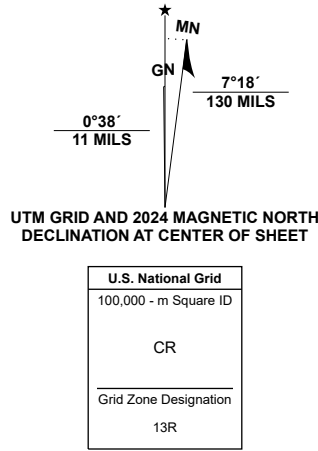 MN
GN
7°18´
130 MILS
0°38´
11 MILS
UTM GRID AND 2024 MAGNETIC NORTH
DECLINATION AT CENTER OF SHEET
U.S. National Grid
100,000 - m Square ID
CR
Grid Zone Designation
13R